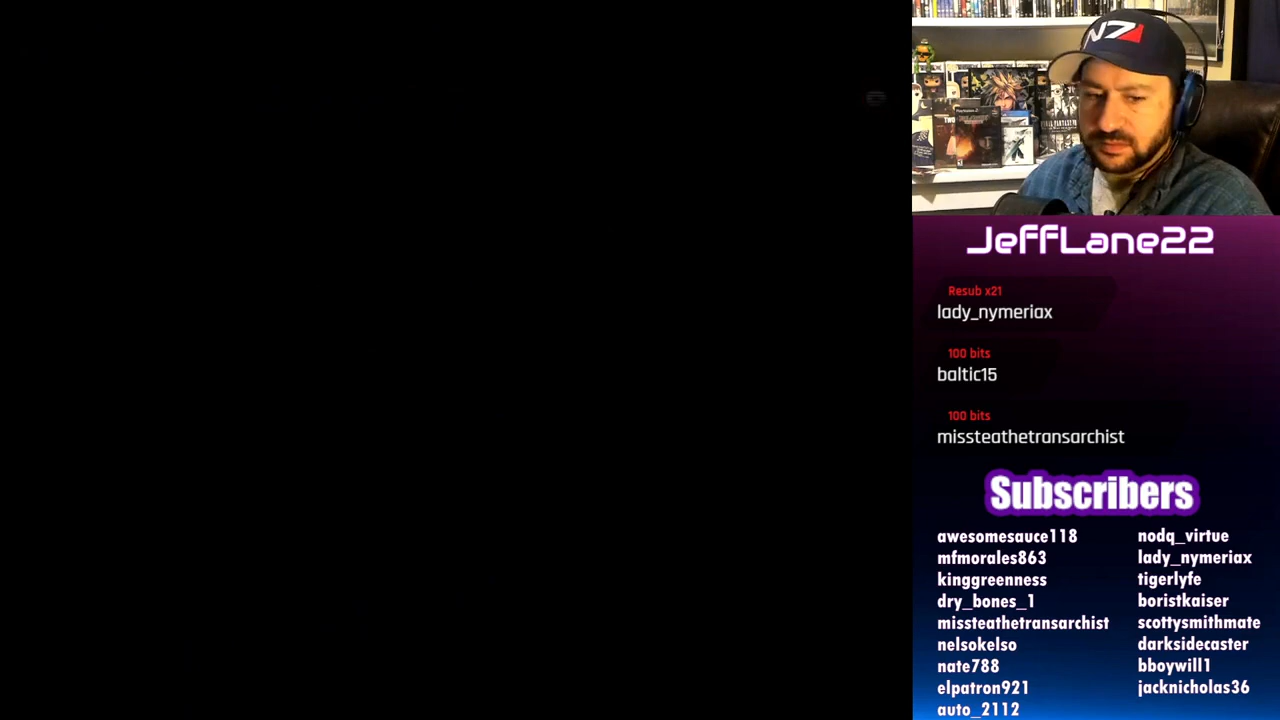 N7
JeffLane22
Resub x21
lady_nymeriax
100 bits
baltic15
100 bits
missteathetransarchist
Subscribers
awesomesauce118
mfmorales863
kinggreenness
dry_bones_1
missteathetransarchist
nelsokelso
nate788
elpatron921
auto_2112
nodq_virtue
lady_nymeriax
tigerlyfe
boristkaiser
scottysmithmate
darksidecaster
bboywill1
jacknicholas36